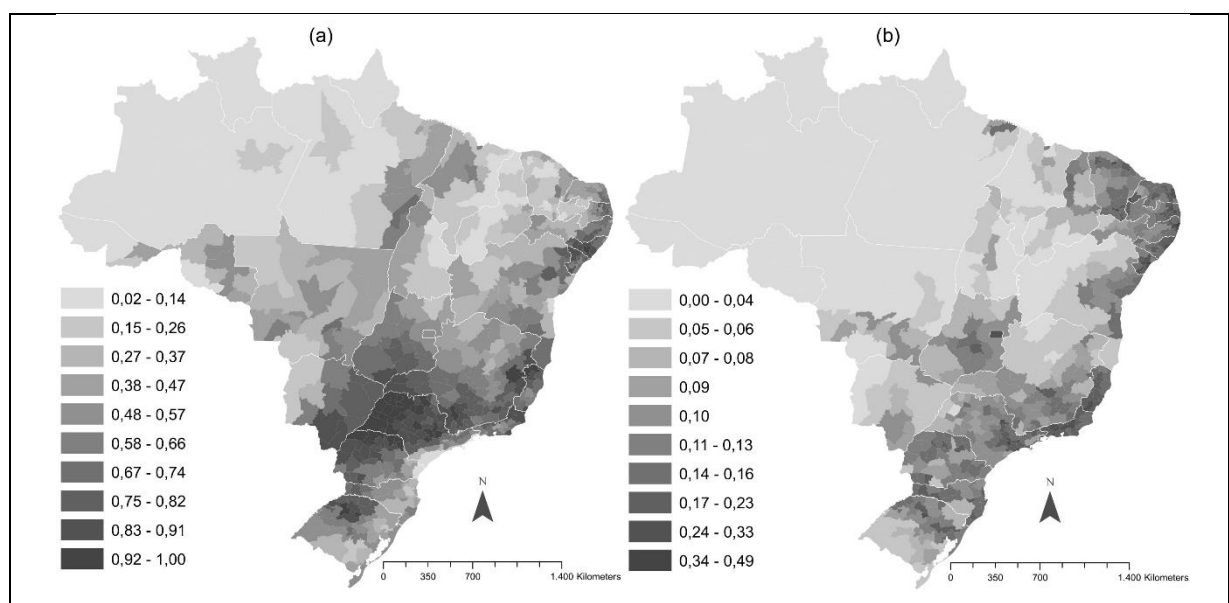 (a)
0,02 - 0,14
0,15 - 0,26
0,27 - 0,37
0,38 - 0,47
0,48 - 0,57
0,58 - 0,66
0,67 - 0,74
0,75 - 0,82
0,83 - 0,91
0,92 - 1,00
N
0 350 700 1.400 Kilometers
(b)
0,00 - 0,04
0,05 - 0,06
0,07 - 0,08
0,09
0,10
0,11 - 0,13
0,14 - 0,16
0,17 - 0,23
0,24 - 0,33
0,34 - 0,49
N
0 350 700 1.400 Kilometers